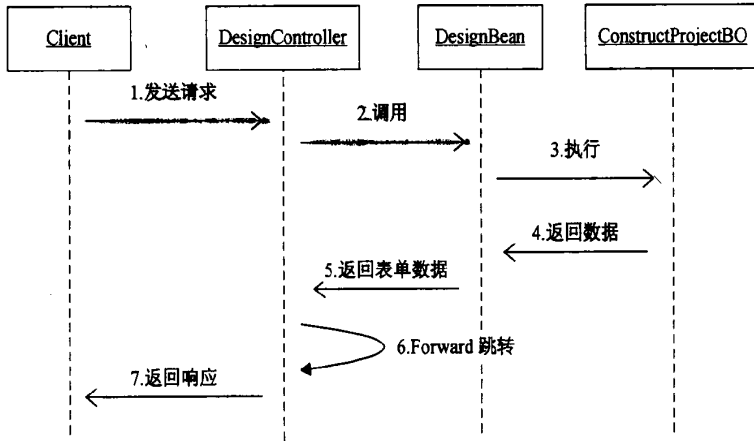 Client
DesignController
DesignBean
ConstructProjectBO
1.发送请求
2.调用
3.执行
4.返回数据
5.返回表单数据
6.Forward 跳转
7.返回响应